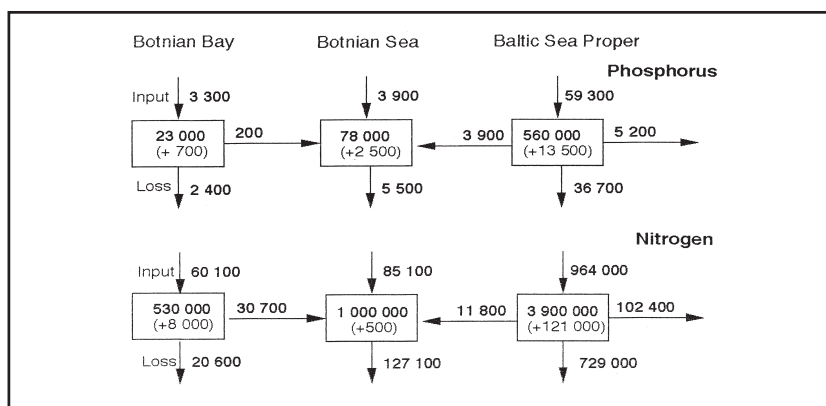 Botnian Bay Botnian Sea Baltic Sea Proper
Phosphorus
Input 3 300 3 900 59 300
23 000 200 78 000 3 900 560 000 5 200
(+ 700) (+2 500) (+13 500)
Loss 2 400 5 500 36 700
Nitrogen
Input 60 100 85 100 964 000
530 000 30 700 1 000 000 11 800 3 900 000 102 400
(+8 000) (+500) (+121 000)
Loss 20 600 127 100 729 000